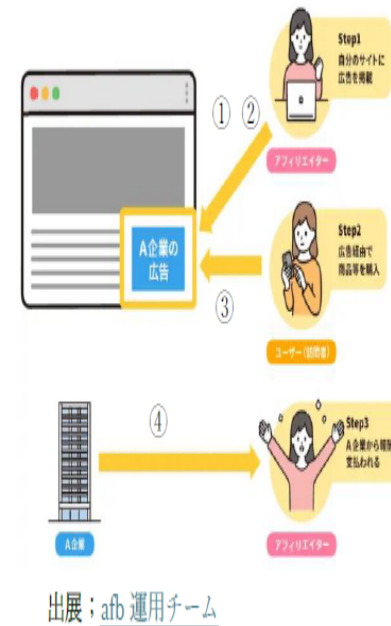 Step1
自分のサイトに
広告を掲載
① ②
アフィリエイター
A企業の
広告
Step2
広告経由で
商品等を購入
③
ユーザー(訪問者)
④
Step3
A企業から報酬
支払われる
A企業
アフィリエイター
出展；afb 運用チーム